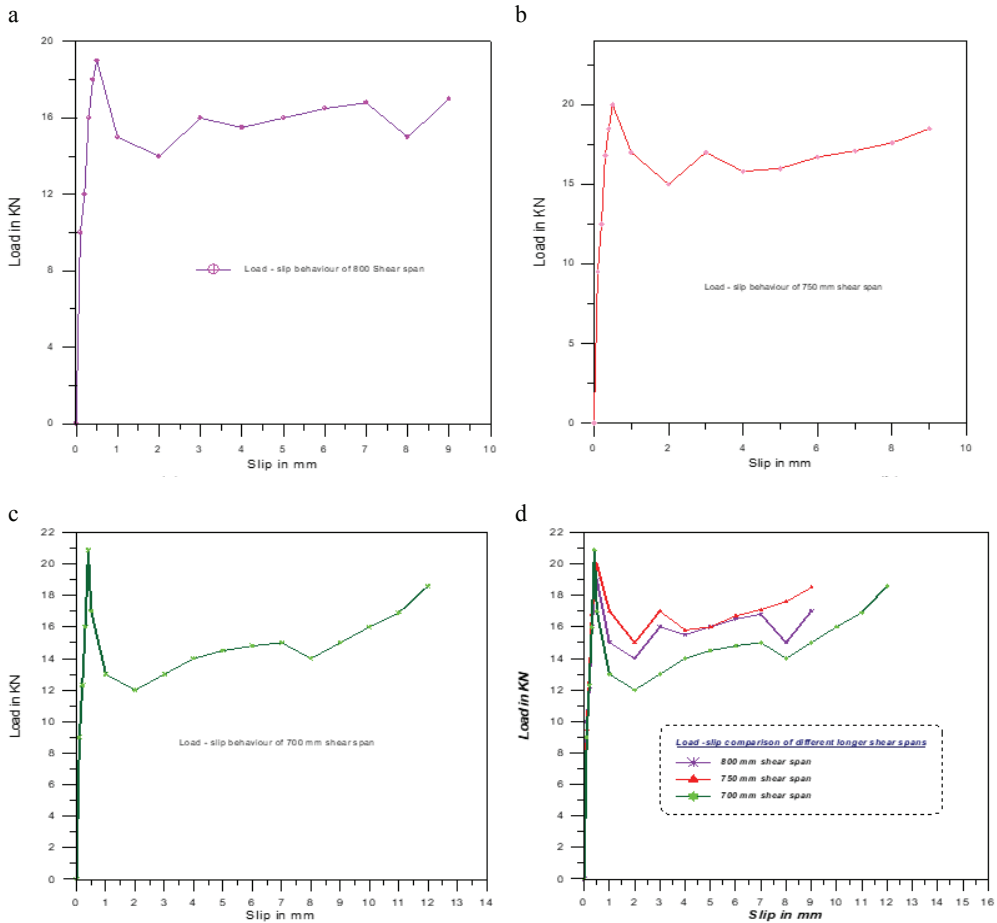 a
20
16
12
8
4
0
Load in KN
Load - slip behaviour of 800 Shear span
0 1 2 3 4 5 6 7 8 9 10
Slip in mm
b
20
15
10
5
0
Load in KN
Load - slip behaviour of 750 mm shear span
0 2 4 6 8 10
Slip in mm
c
22
20
18
16
14
12
10
8
6
4
2
0
Load in KN
Load - slip behaviour of 700 mm shear span
0 1 2 3 4 5 6 7 8 9 10 11 12 13 14
Slip in mm
d
22
20
18
16
14
12
10
8
6
4
2
0
Load in KN
Load -slip comparison of different longer shear spans
800 mm shear span
750 mm shear span
700 mm shear span
0 1 2 3 4 5 6 7 8 9 10 11 12 13 14 15 16
Slip in mm